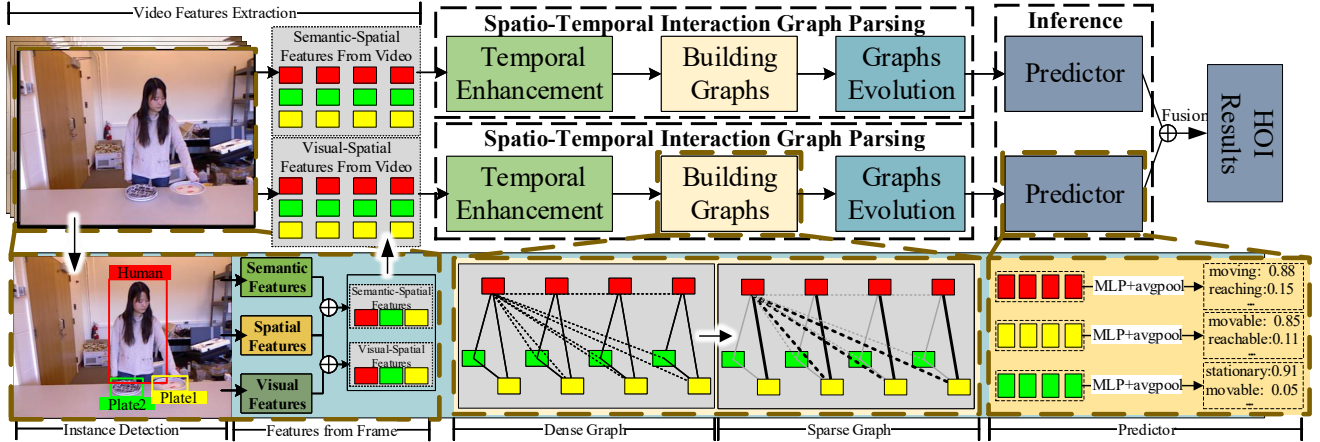 Video Features Extraction
Semantic-Spatial
Features From Video
Visual-Spatial
Features From Video
Spatio-Temporal Interaction Graph Parsing
Temporal
Enhancement
Building
Graphs
Graphs
Evolution
Spatio-Temporal Interaction Graph Parsing
Temporal
Enhancement
Building
Graphs
Graphs
Evolution
Inference
Predictor
Predictor
Fusion
HOI
Results
Human
Plate2
Plate1
Instance Detection
Semantic
Features
Spatial
Features
Visual
Features
Semantic-Spatial
Features
Visual-Spatial
Features
Features from Frame
Dense Graph
Sparse Graph
MLP+avgpool
moving: 0.88
reaching:0.15
...
MLP+avgpool
movable: 0.85
reachable:0.11
...
MLP+avgpool
stationary:0.91
movable: 0.05
...
Predictor